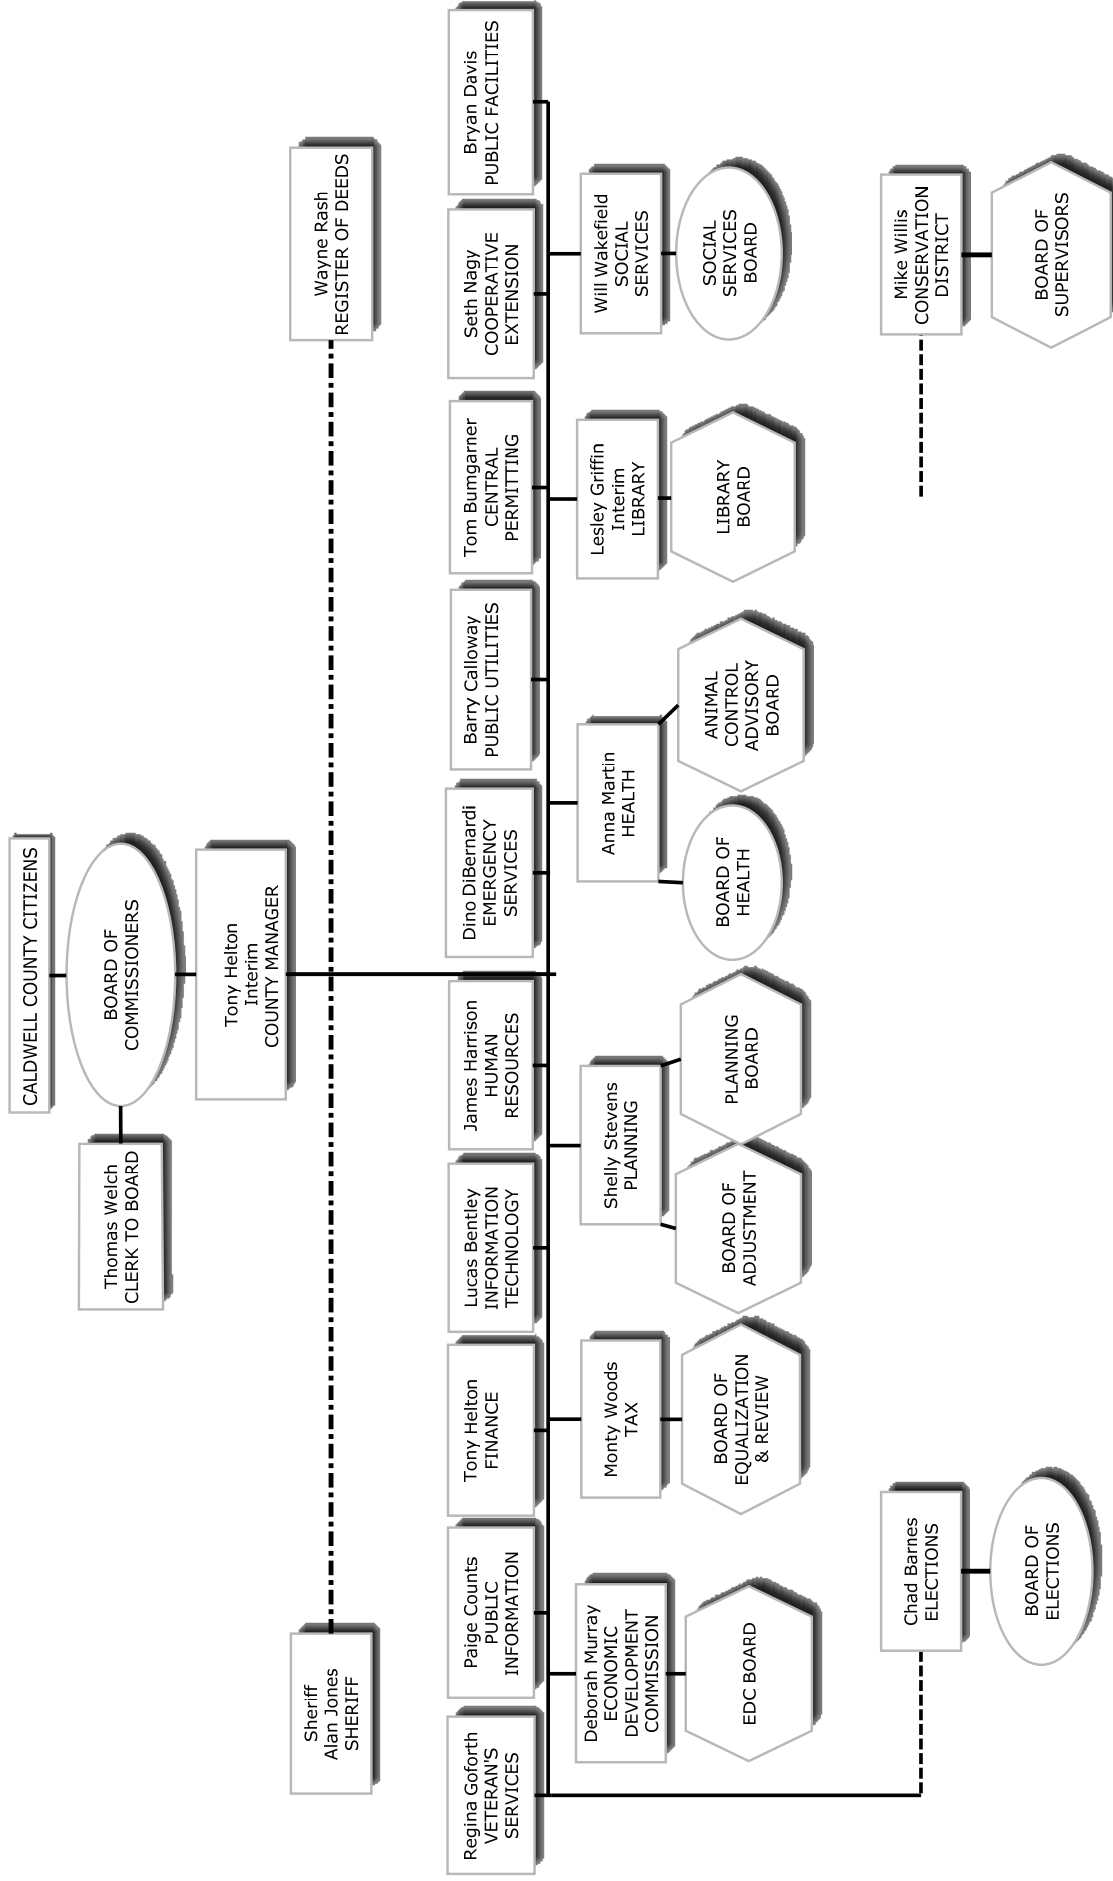 CALDWELL COUNTY CITIZENS
BOARD OF
COMMISSIONERS
Thomas Welch
CLERK TO BOARD
Tony Helton
Interim
COUNTY MANAGER
Sheriff
Alan Jones
SHERIFF
Wayne Rash
REGISTER OF DEEDS
Regina Goforth
VETERAN'S
SERVICES
Paige Counts
PUBLIC
INFORMATION
Tony Helton
FINANCE
Lucas Bentley
INFORMATION
TECHNOLOGY
James Harrison
HUMAN
RESOURCES
Dino DiBernardi
EMERGENCY
SERVICES
Barry Calloway
PUBLIC UTILITIES
Tom Bumgarner
CENTRAL
PERMITTING
Seth Nagy
COOPERATIVE
EXTENSION
Bryan Davis
PUBLIC FACILITIES
Deborah Murray
ECONOMIC
DEVELOPMENT
COMMISSION
Monty Woods
TAX
Shelly Stevens
PLANNING
Anna Martin
HEALTH
Lesley Griffin
Interim
LIBRARY
Will Wakefield
SOCIAL
SERVICES
EDC BOARD
BOARD OF
EQUALIZATION
& REVIEW
BOARD OF
ADJUSTMENT
PLANNING
BOARD
BOARD OF
HEALTH
ANIMAL
CONTROL
ADVISORY
BOARD
LIBRARY
BOARD
SOCIAL
SERVICES
BOARD
Chad Barnes
ELECTIONS
Mike Willis
CONSERVATION
DISTRICT
BOARD OF
ELECTIONS
BOARD OF
SUPERVISORS